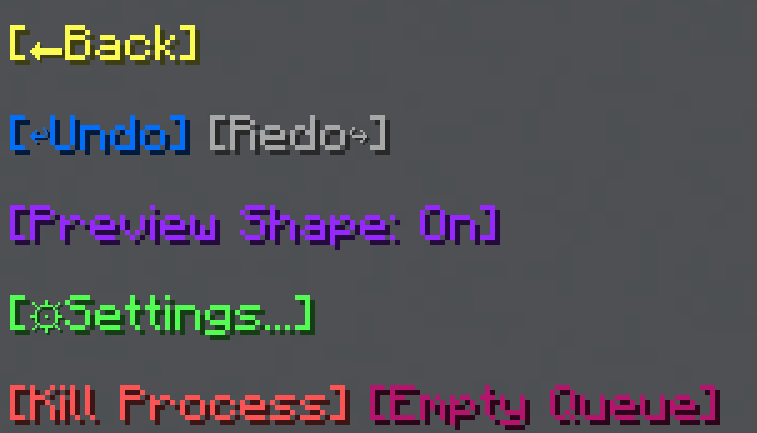 [←Back]
[↩Undo] [Redo↪]
[Preview Shape: On]
[☼Settings...]
[Kill Process] [Empty Queue]